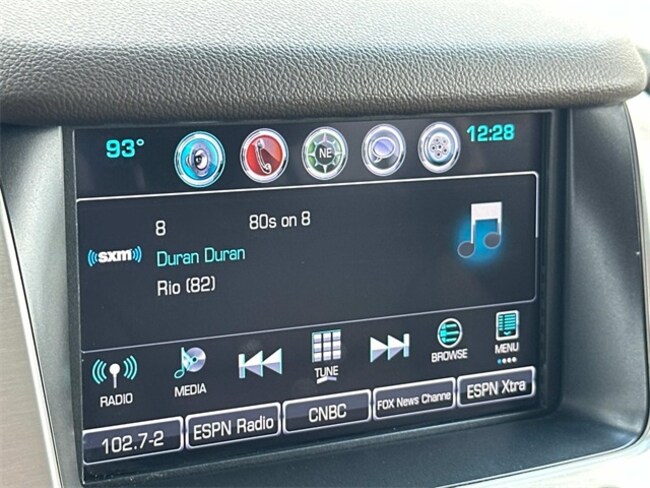 93°
NE
12:28
8 80s on 8
sxm
Duran Duran
Rio (82)
RADIO
MEDIA
TUNE
BROWSE
MENU
102.7-2
ESPN Radio
CNBC
FOX News Channe
ESPN Xtra